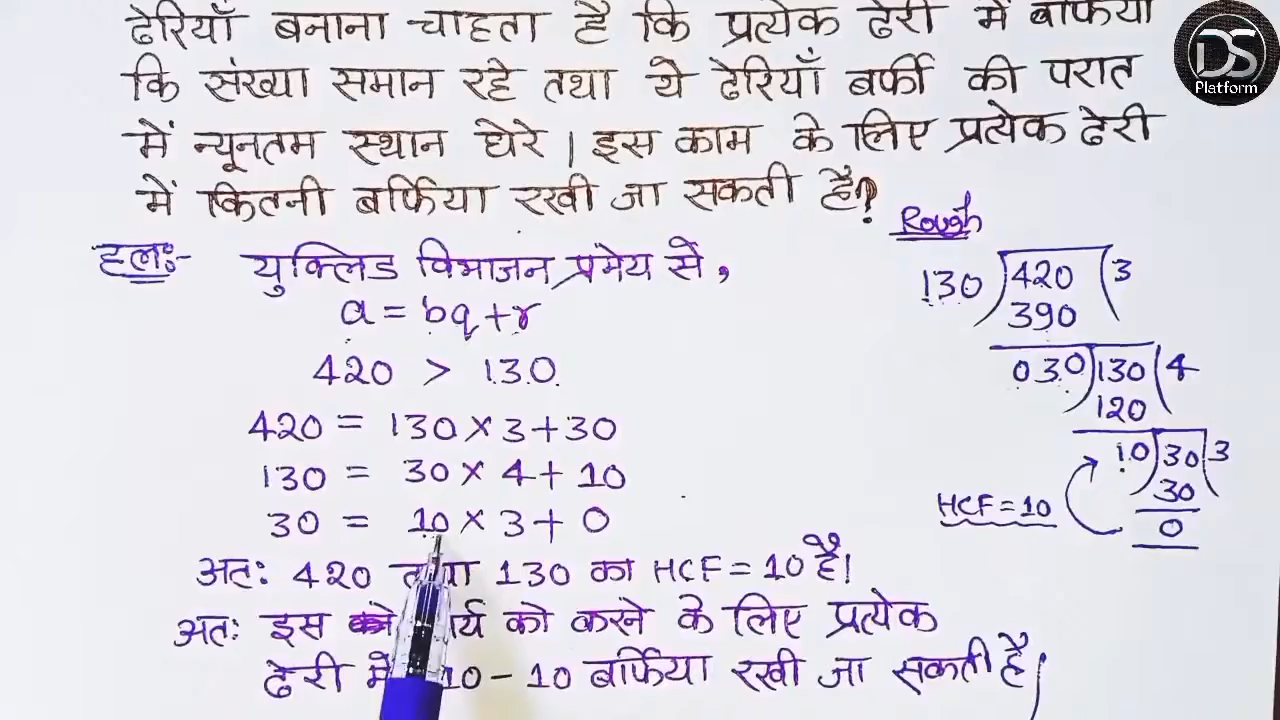 ढेरियाँ बनाना चाहता है कि प्रत्येक ढेरी में बर्फिया
कि संख्या समान रहे तथा ये ढेरियाँ बर्फी की परात
में न्यूनतम स्थान घेरे। इस काम के लिए प्रत्येक ढेरी
में कितनी बर्फिया रखी जा सकती है?
DS
Platform
हलः- युक्लिड विभाजन प्रमेय से,
a = bq + r
420 > 130
420 = 130 × 3 + 30
130 = 30 × 4 + 10
30 = 10 × 3 + 0
अतः 420 130 का HCF = 10 है।
अतः इस को करने के लिए प्रत्येक
ढेरी में 10 - 10 बर्फिया रखी जा सकती है।
Rough
130 ) 420 ( 3
390
030 ) 130 ( 4
120
10 ) 30 ( 3
30
0
HCF = 10